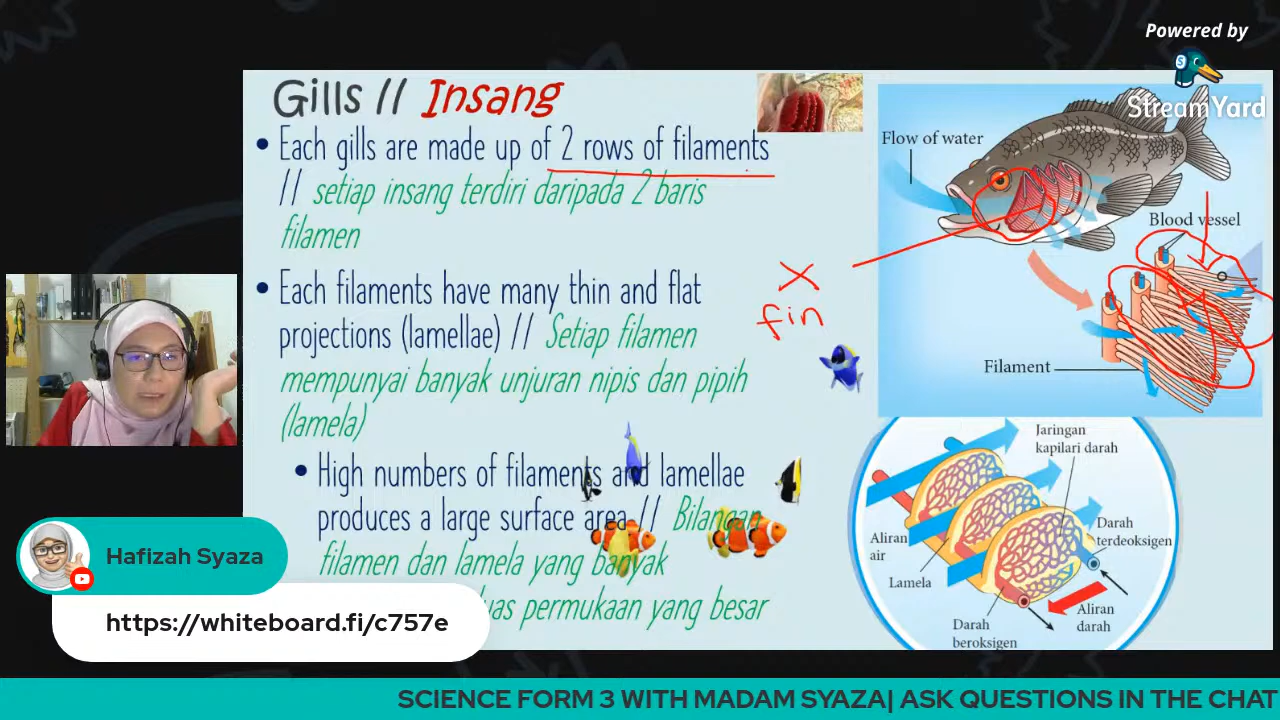 Powered by
StreamYard
Gills // Insang
• Each gills are made up of 2 rows of filaments
// setiap insang terdiri daripada 2 baris
filamen
• Each filaments have many thin and flat
projections (lamellae) // Setiap filamen
mempunyai banyak unjuran nipis dan pipih
(lamela)
• High numbers of filaments and lamellae
produces a large surface area // Bilangan
filamen dan lamela yang banyak
luas permukaan yang besar
X
fin
Flow of water
Blood vessel
Filament
Jaringan
kapilari darah
Aliran
air
Lamela
Darah
beroksigen
Darah
terdeoksigen
Aliran
darah
Hafizah Syaza
https://whiteboard.fi/c757e
SCIENCE FORM 3 WITH MADAM SYAZA| ASK QUESTIONS IN THE CHAT